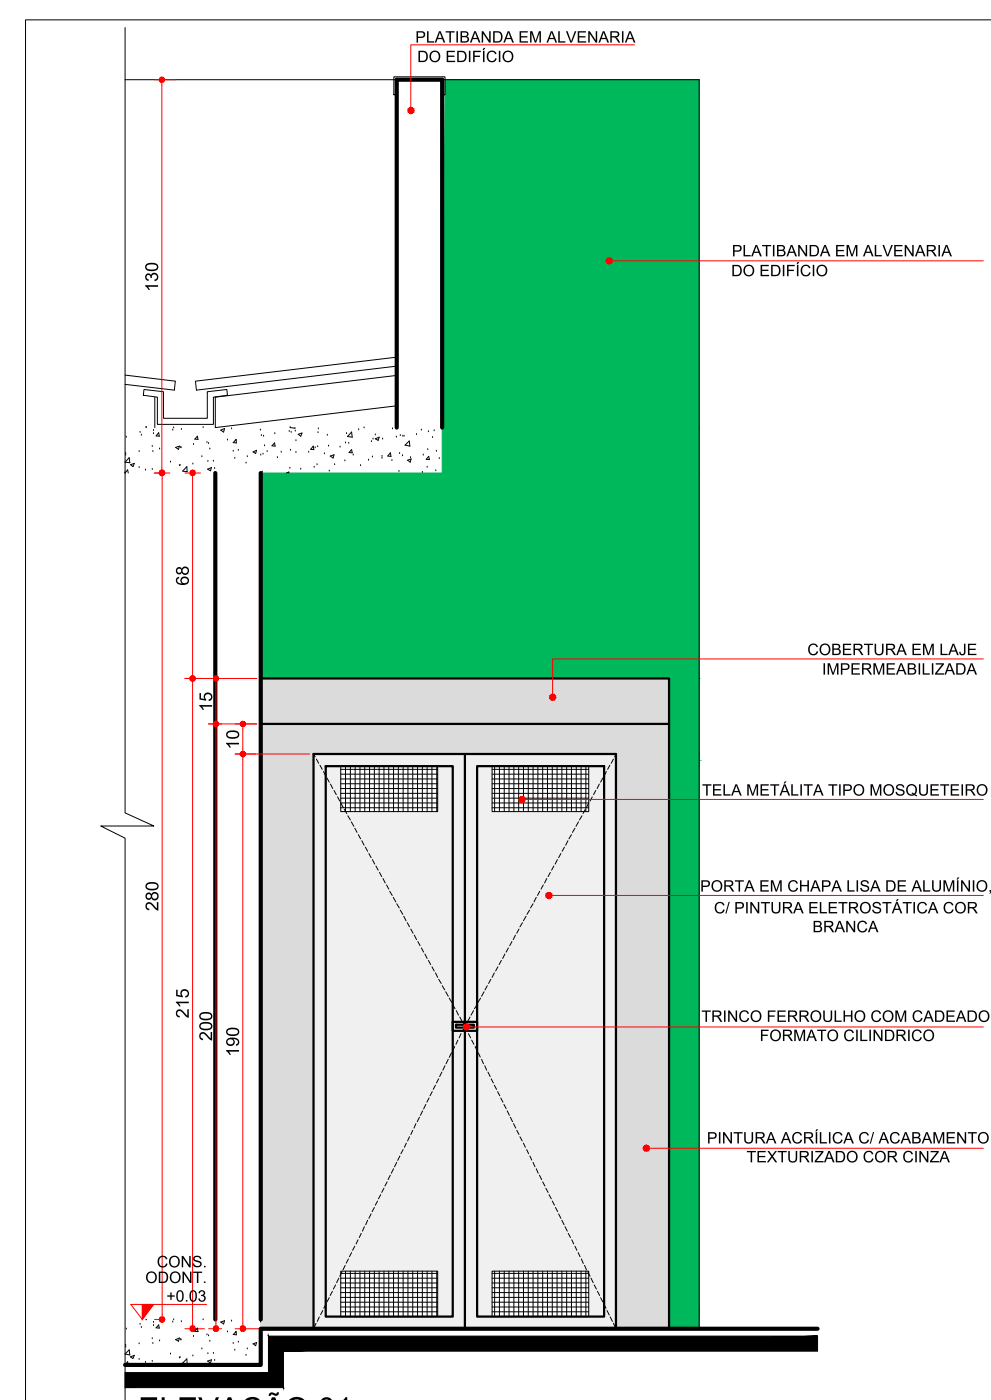 PLATIBANDA EM ALVENARIA
DO EDIFÍCIO
130
PLATIBANDA EM ALVENARIA
DO EDIFÍCIO
68
COBERTURA EM LAJE
IMPERMEABILIZADA
15
10
TELA METÁLITA TIPO MOSQUETEIRO
280
PORTA EM CHAPA LISA DE ALUMÍNIO,
C/ PINTURA ELETROSTÁTICA COR
BRANCA
215
200
190
TRINCO FERROULHO COM CADEADO
FORMATO CILINDRICO
PINTURA ACRÍLICA C/ ACABAMENTO
TEXTURIZADO COR CINZA
CONS.
ODONT.
+0.03